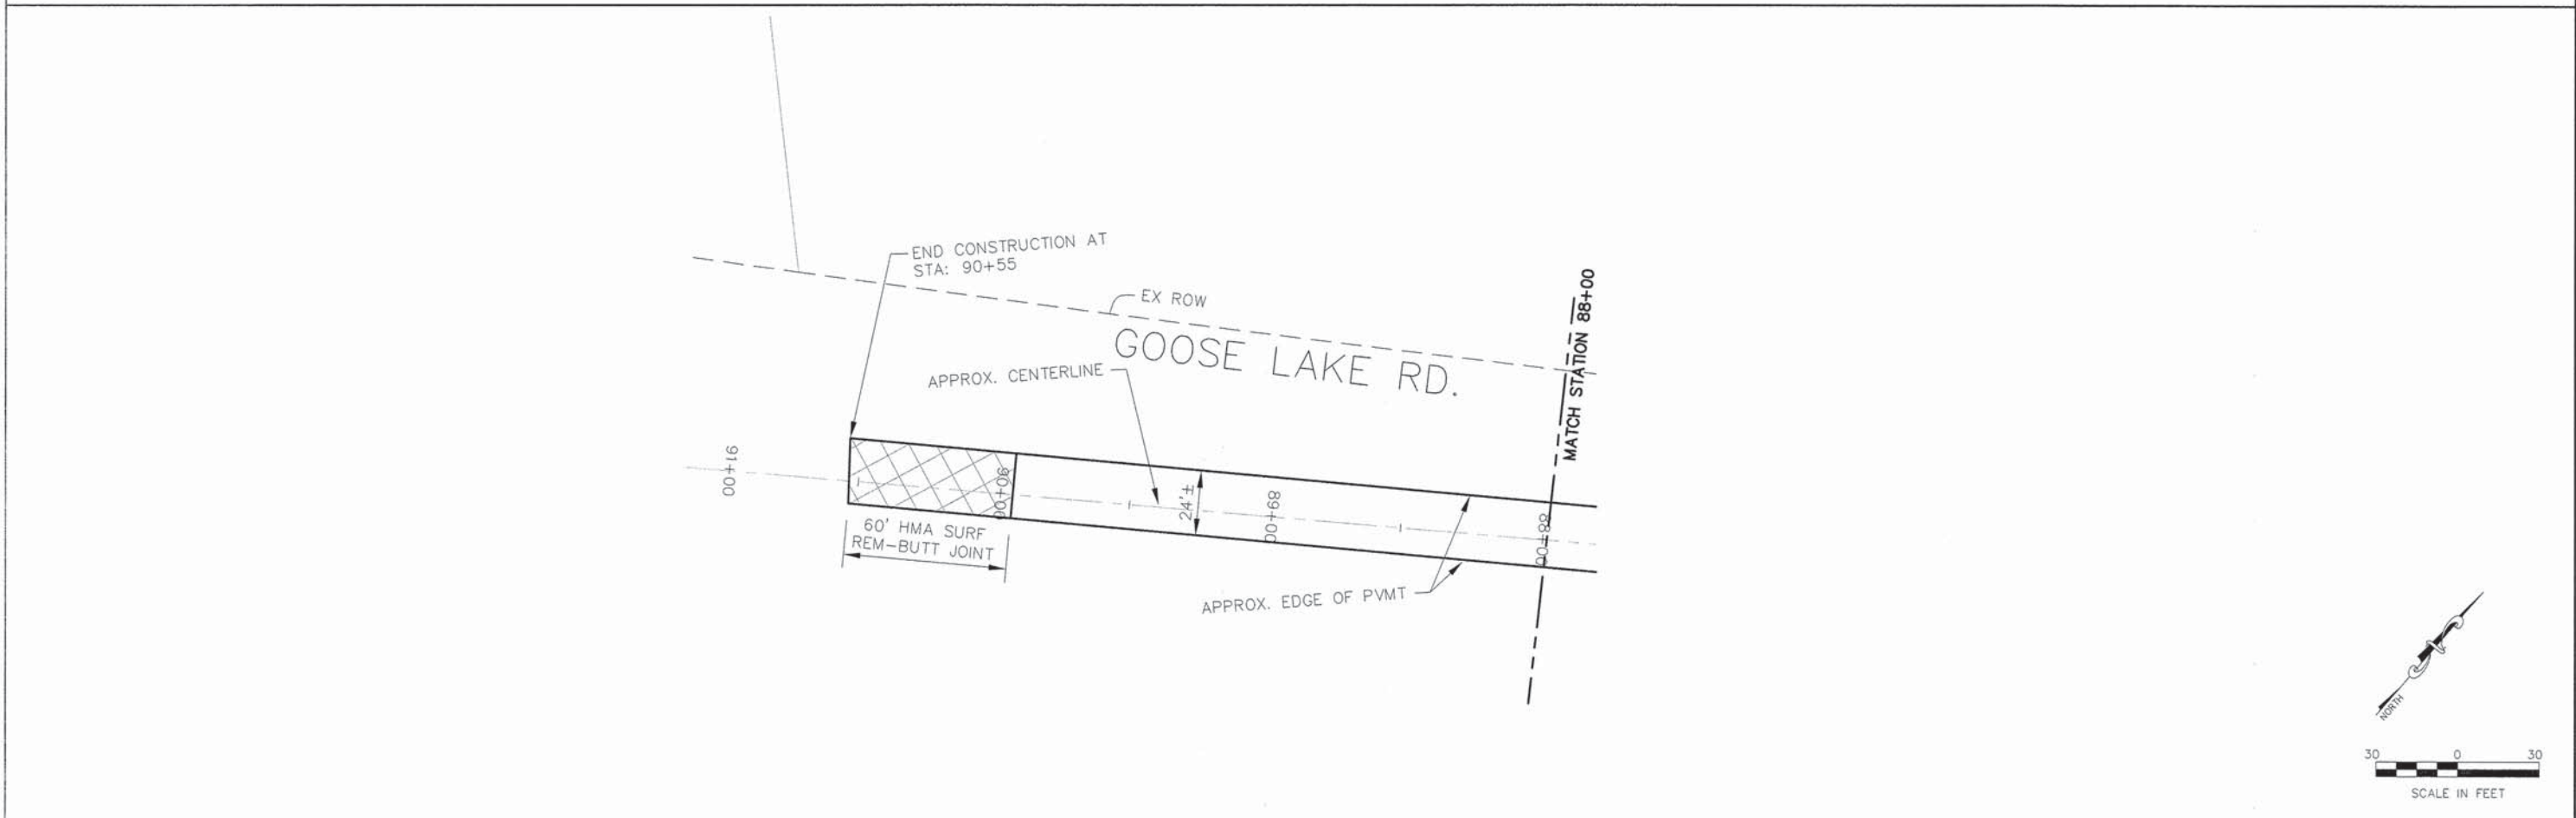 END CONSTRUCTION AT
STA: 90+55
EX ROW
GOOSE LAKE RD.
APPROX. CENTERLINE
MATCH STATION 88+00
91+00
90+00
24'±
89+00
88+00
60' HMA SURF
REM-BUTT JOINT
APPROX. EDGE OF PVMT
NORTH
30 0 30
SCALE IN FEET